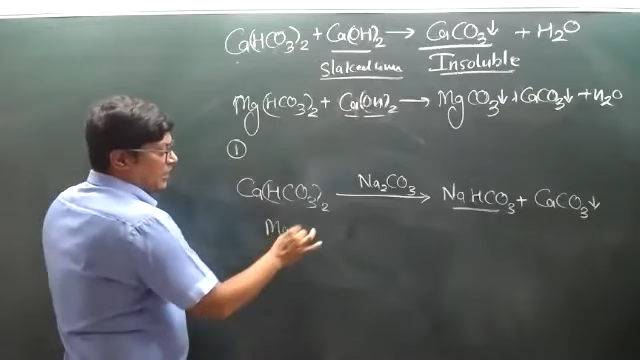 Ca(HCO₃)₂ + Ca(OH)₂ → CaCO₃↓ + H₂O
Slaked Insoluble
Mg(HCO₃)₂ + Ca(OH)₂ → MgCO₃↓ + CaCO₃↓ + H₂O
①
Ca(HCO₃)₂ Na₂CO₃ → NaHCO₃ + CaCO₃↓
Mg